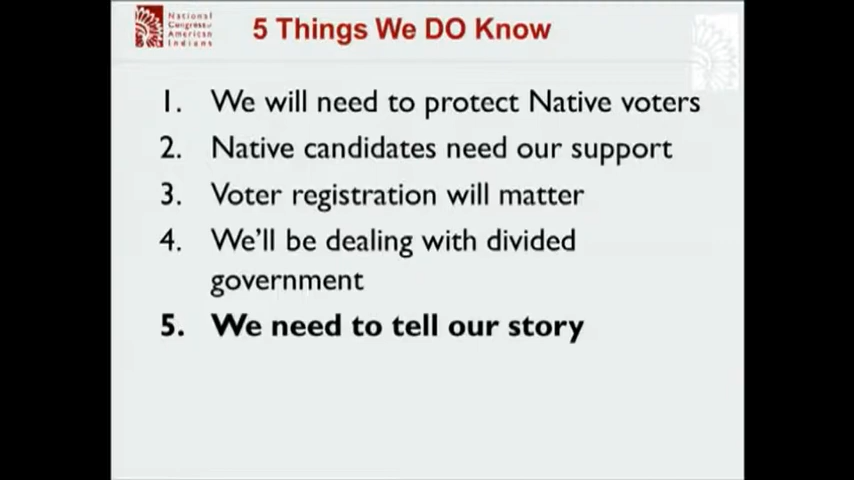 National
Congress of
American
Indians
5 Things We DO Know
1. We will need to protect Native voters
2. Native candidates need our support
3. Voter registration will matter
4. We'll be dealing with divided
government
5. We need to tell our story